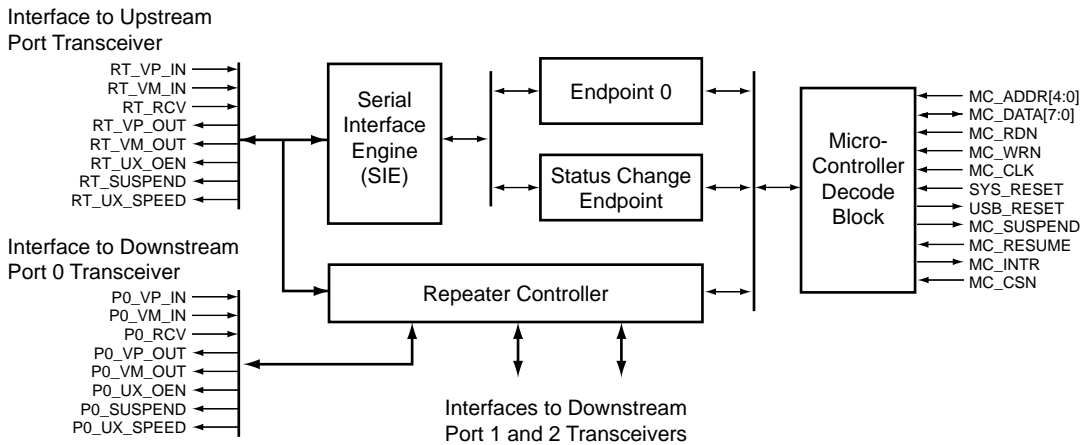 Interface to Upstream
Port Transceiver
RT_VP_IN
RT_VM_IN
RT_RCV
RT_VP_OUT
RT_VM_OUT
RT_UX_OEN
RT_SUSPEND
RT_UX_SPEED
Serial
Interface
Engine
(SIE)
Endpoint 0
Status Change
Endpoint
Micro-
Controller
Decode
Block
MC_ADDR[4:0]
MC_DATA[7:0]
MC_RDN
MC_WRN
MC_CLK
SYS_RESET
USB_RESET
MC_SUSPEND
MC_RESUME
MC_INTR
MC_CSN
Interface to Downstream
Port 0 Transceiver
P0_VP_IN
P0_VM_IN
P0_RCV
P0_VP_OUT
P0_VM_OUT
P0_UX_OEN
P0_SUSPEND
P0_UX_SPEED
Repeater Controller
Interfaces to Downstream
Port 1 and 2 Transceivers